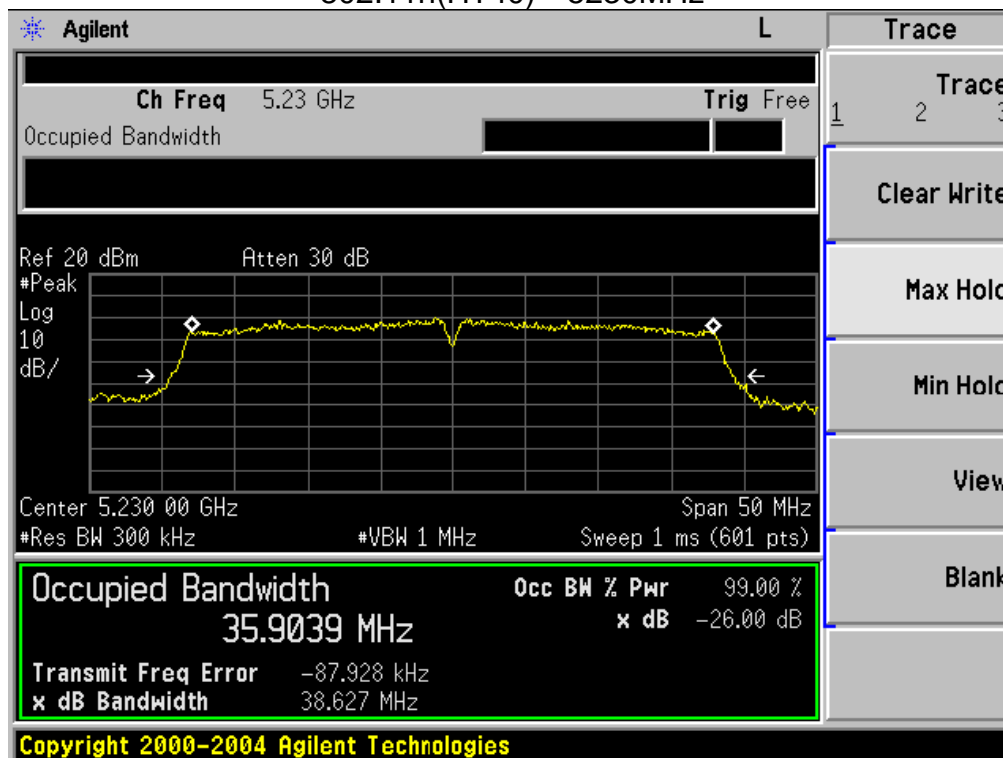 Agilent L Trace
Ch Freq 5.23 GHz Trig Free
Occupied Bandwidth
Trace
1 2 3
Clear Write
Max Hold
Min Hold
View
Blank
Ref 20 dBm Atten 30 dB
#Peak
Log
10
dB/
Center 5.230 00 GHz Span 50 MHz
#Res BW 300 kHz #VBW 1 MHz Sweep 1 ms (601 pts)
Occupied Bandwidth Occ BW % Pwr 99.00 %
35.9039 MHz x dB -26.00 dB
Transmit Freq Error -87.928 kHz
x dB Bandwidth 38.627 MHz
Copyright 2000-2004 Agilent Technologies